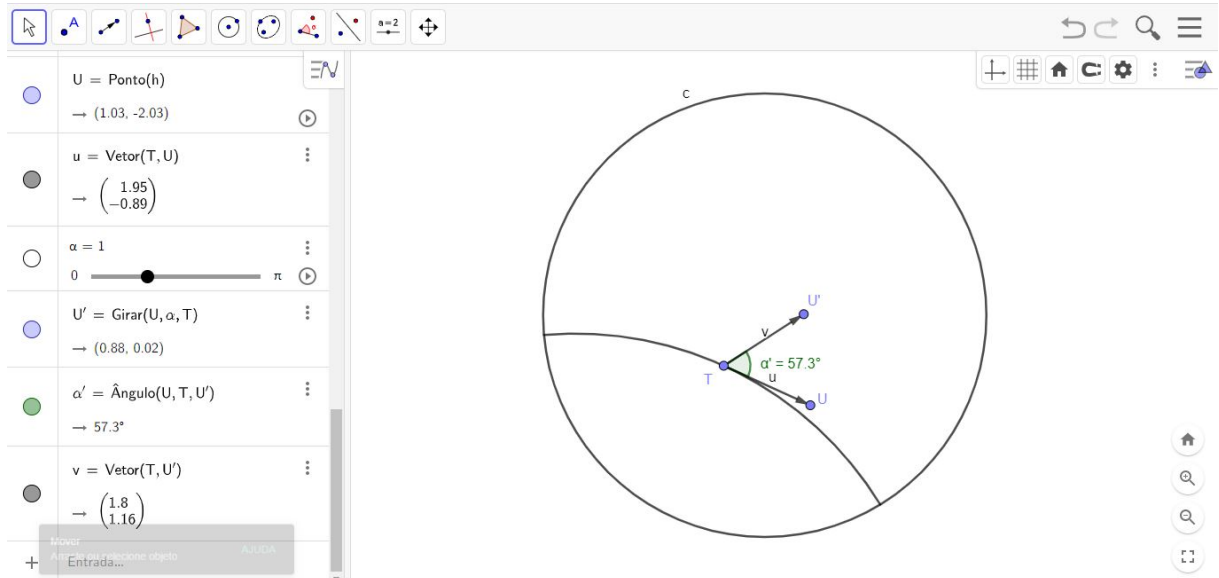 A
a=2
U = Ponto(h)
→ (1.03, -2.03)
u = Vetor(T, U)
→ ( 1.95
−0.89 )
α = 1
0 π
U′ = Girar(U, α, T)
→ (0.88, 0.02)
α′ = Ângulo(U, T, U′)
→ 57.3°
v = Vetor(T, U′)
→ ( 1.8
1.16 )
Mover
AJUDA
+ Entrada...
c
U'
v
α' = 57.3°
T
u
U